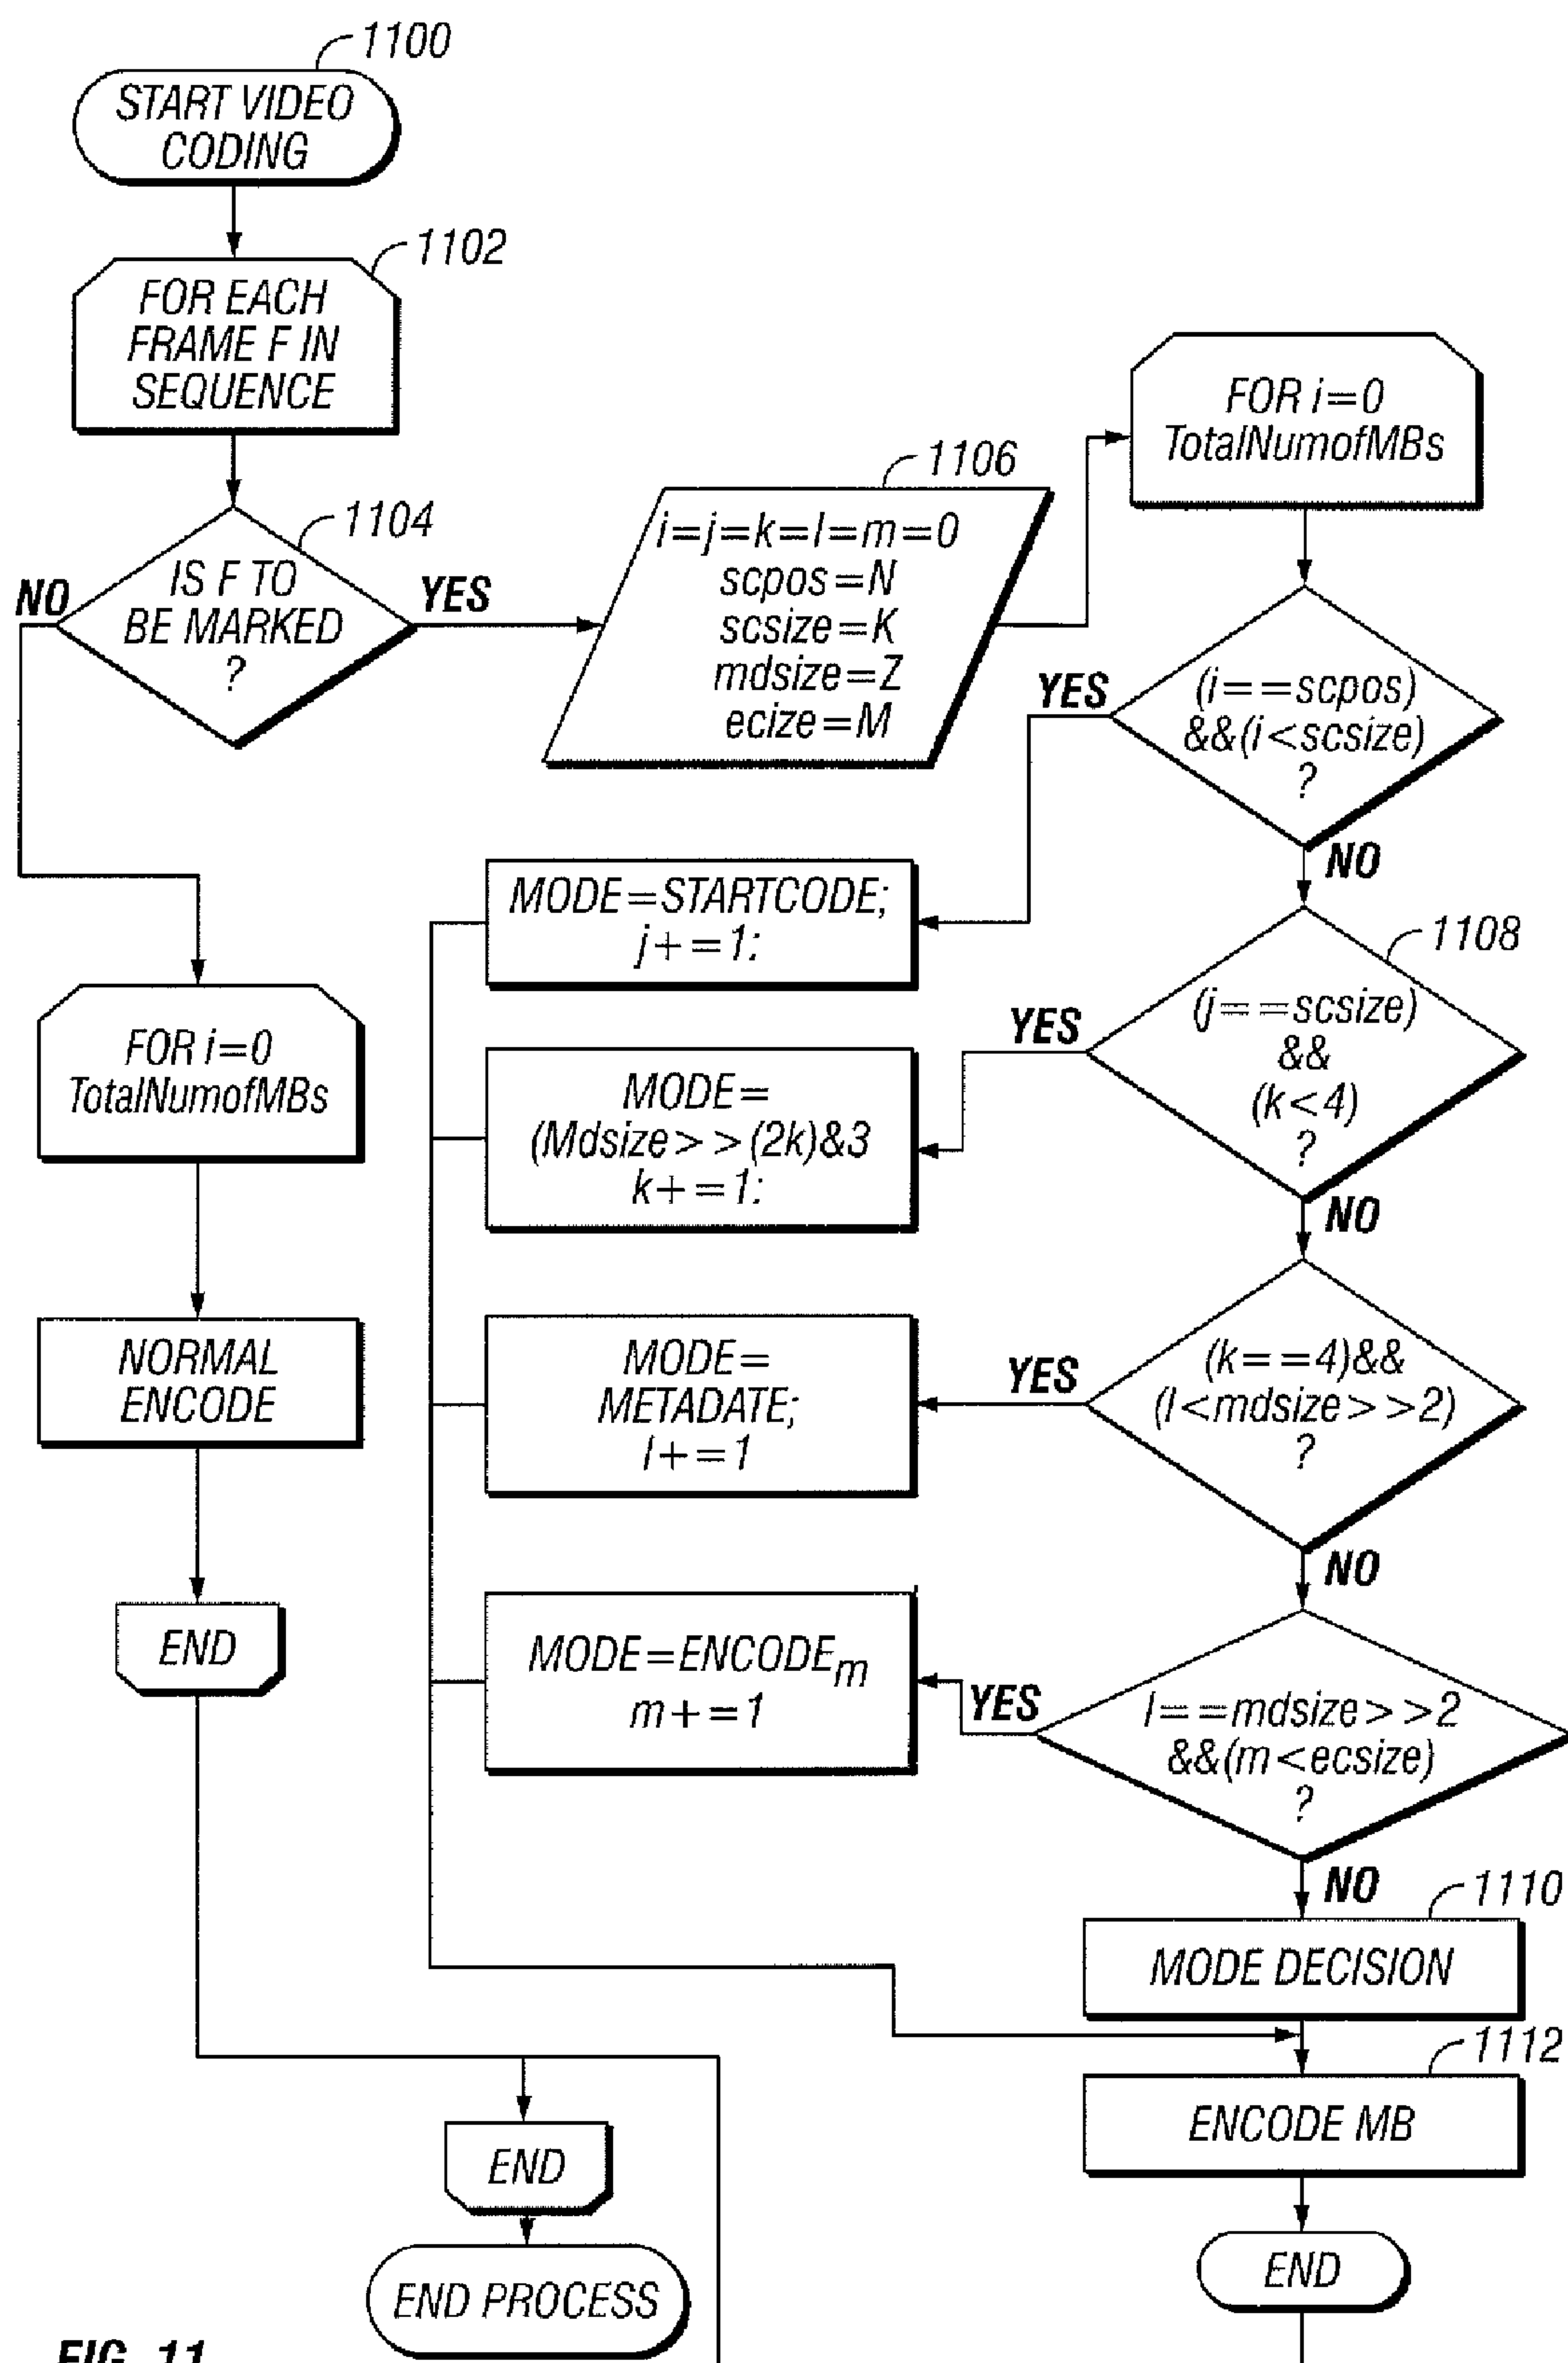 1100
START VIDEO
CODING
1102
FOR EACH
FRAME F IN
SEQUENCE
1104
IS F TO
BE MARKED
?
NO
YES
1106
i=j=k=l=m=0
scpos=N
scsize=K
mdsize=Z
ecize=M
FOR i=0
TotalNumofMBs
(i==scpos)
&&(i<scsize)
?
YES
NO
MODE=STARTCODE;
j+=1:
1108
(j==scsize)
&&
(k<4)
?
YES
NO
MODE=
(Mdsize>>(2k)&3
k+=1:
FOR i=0
TotalNumofMBs
(k==4)&&
(l<mdsize>>2)
?
YES
NO
MODE=
METADATE;
l+=1
NORMAL
ENCODE
END
l==mdsize>>2
&&(m<ecsize)
?
YES
NO
MODE=ENCODEm
m+=1
1110
MODE DECISION
1112
ENCODE MB
END
END
END PROCESS
FIG. 11